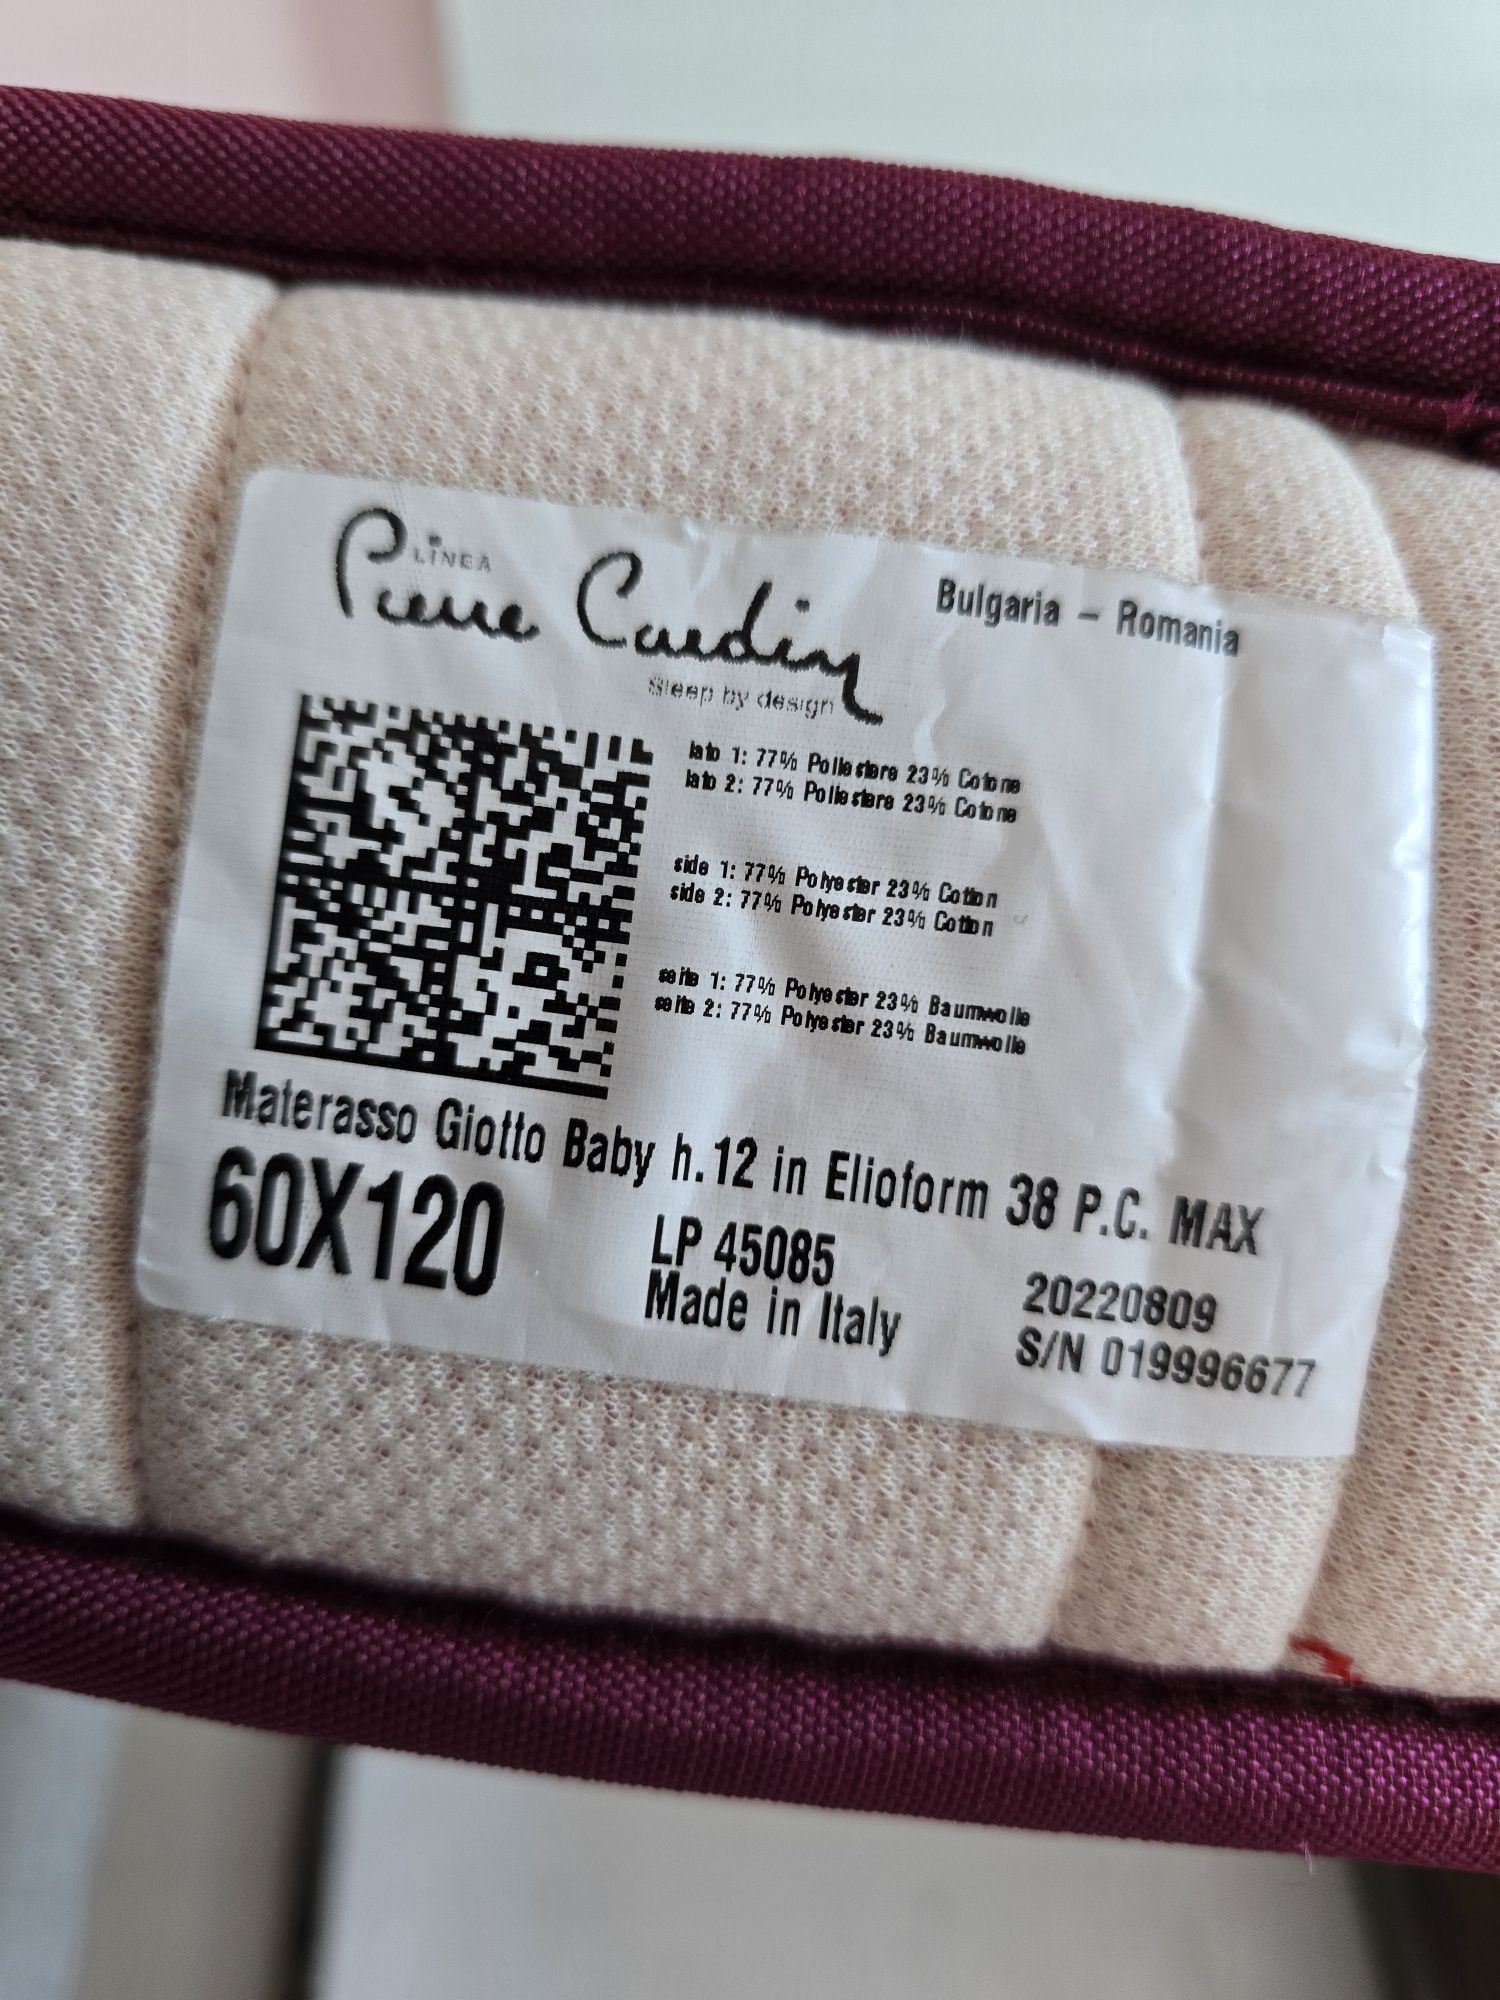 LINEA
Pierre Cardin
Sleep by design
Bulgaria - Romania
lato 1: 77% Poliestere 23% Cotone
lato 2: 77% Poliestere 23% Cotone
side 1: 77% Polyester 23% Cotton
side 2: 77% Polyester 23% Cotton
seite 1: 77% Polyester 23% Baumwolle
seite 2: 77% Polyester 23% Baumwolle
Materasso Giotto Baby h.12 in Elioform 38 P.C. MAX
60X120
LP 45085
Made in Italy
20220809
S/N 019996677